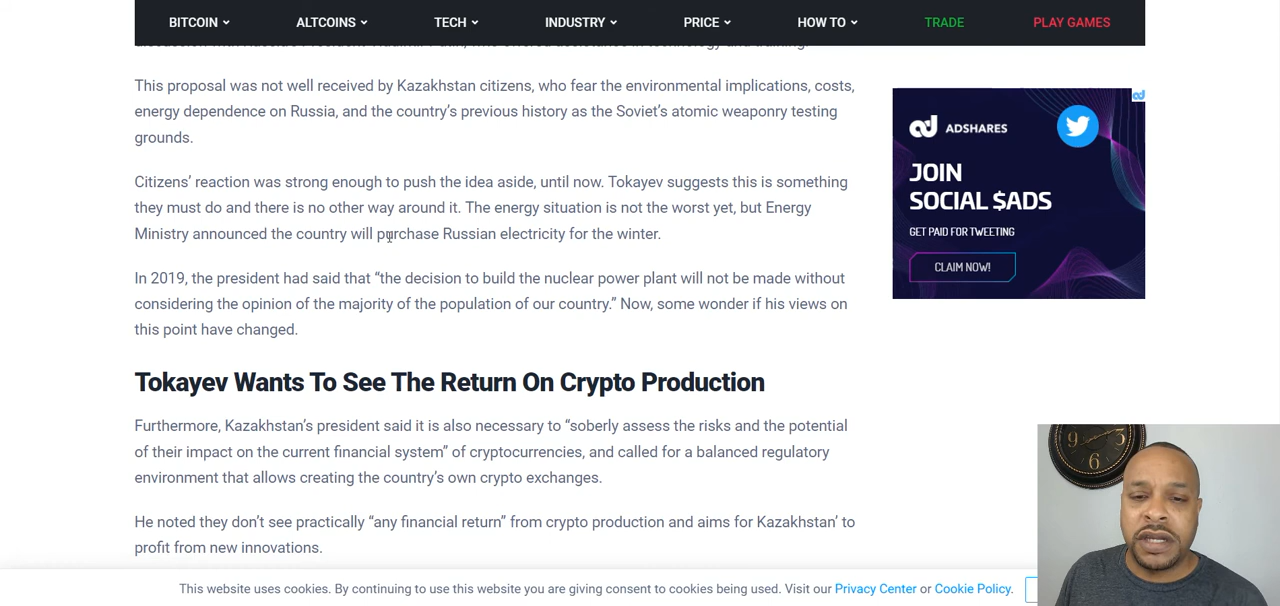 BITCOIN ALTCOINS TECH INDUSTRY PRICE HOW TO TRADE PLAY GAMES
This proposal was not well received by Kazakhstan citizens, who fear the environmental implications, costs,
energy dependence on Russia, and the country’s previous history as the Soviet’s atomic weaponry testing
grounds.
Citizens’ reaction was strong enough to push the idea aside, until now. Tokayev suggests this is something
they must do and there is no other way around it. The energy situation is not the worst yet, but Energy
Ministry announced the country will purchase Russian electricity for the winter.
In 2019, the president had said that “the decision to build the nuclear power plant will not be made without
considering the opinion of the majority of the population of our country.” Now, some wonder if his views on
this point have changed.
Tokayev Wants To See The Return On Crypto Production
Furthermore, Kazakhstan’s president said it is also necessary to “soberly assess the risks and the potential
of their impact on the current financial system” of cryptocurrencies, and called for a balanced regulatory
environment that allows creating the country’s own crypto exchanges.
He noted they don’t see practically “any financial return” from crypto production and aims for Kazakhstan’ to
profit from new innovations.
ADSHARES
JOIN
SOCIAL $ADS
GET PAID FOR TWEETING
CLAIM NOW!
9 6
This website uses cookies. By continuing to use this website you are giving consent to cookies being used. Visit our Privacy Center or Cookie Policy.